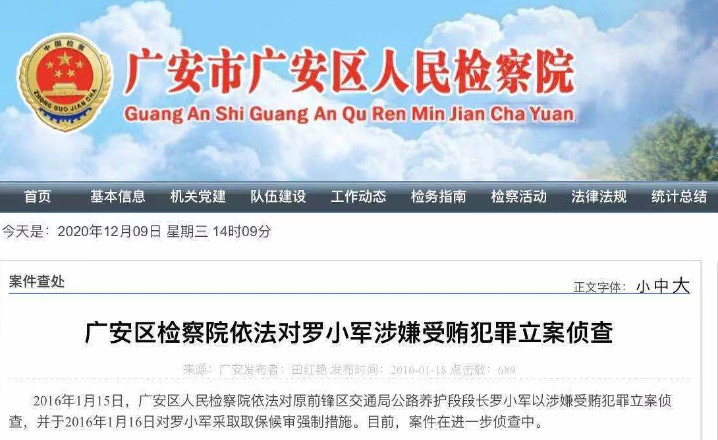 中国检察
ZHONG GUO JIAN CHA
广安市广安区人民检察院
Guang An Shi Guang An Qu Ren Min Jian Cha Yuan
首页 基本信息 机关党建 队伍建设 工作动态 检务指南 检察活动 法律法规 统计总结
今天是: 2020年12月09日 星期三 14时09分
案件查处
正文字体: 小 中 大
广安区检察院依法对罗小军涉嫌受贿犯罪立案侦查
来源: 广安发布者: 田红艳 发布时间: 2016-01-18 点击数: 689
2016年1月15日，广安区人民检察院依法对原前锋区交通局公路养护段段长罗小军以涉嫌受贿犯罪立案侦
查，并于2016年1月16日对罗小军采取取保候审强制措施。目前，案件在进一步侦查中。